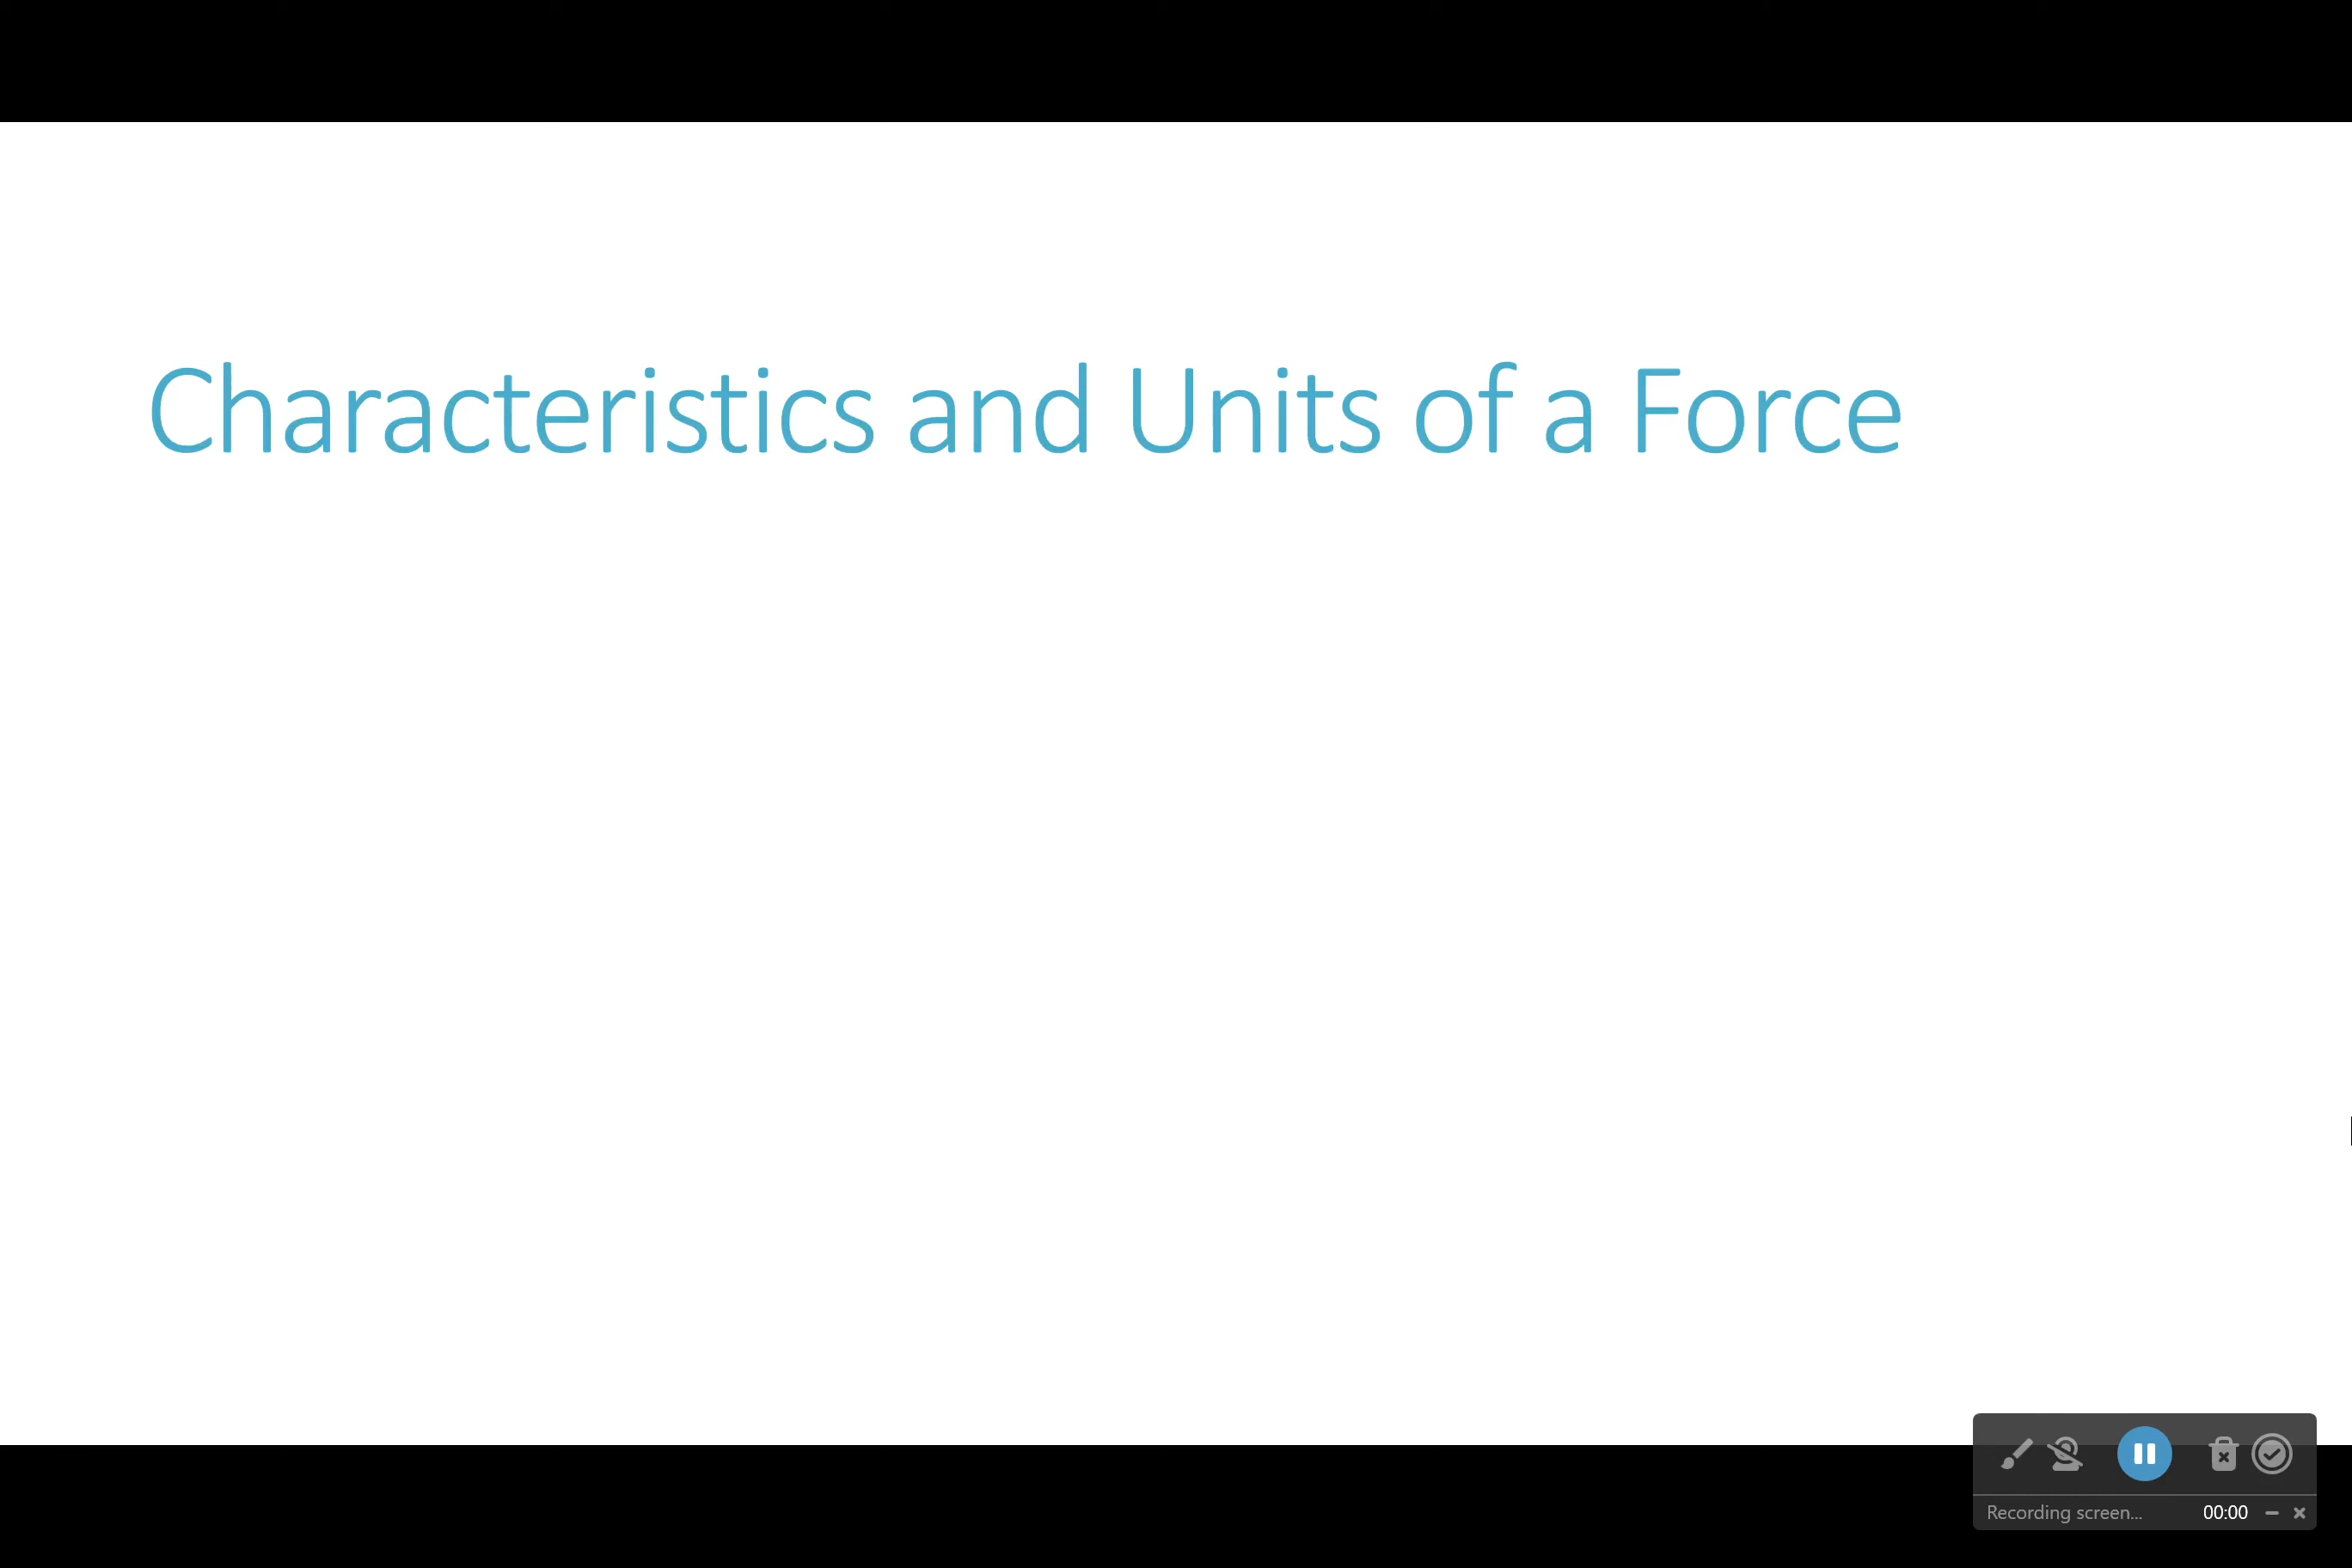 Characteristics and Units of a Force
Recording screen... 00:00